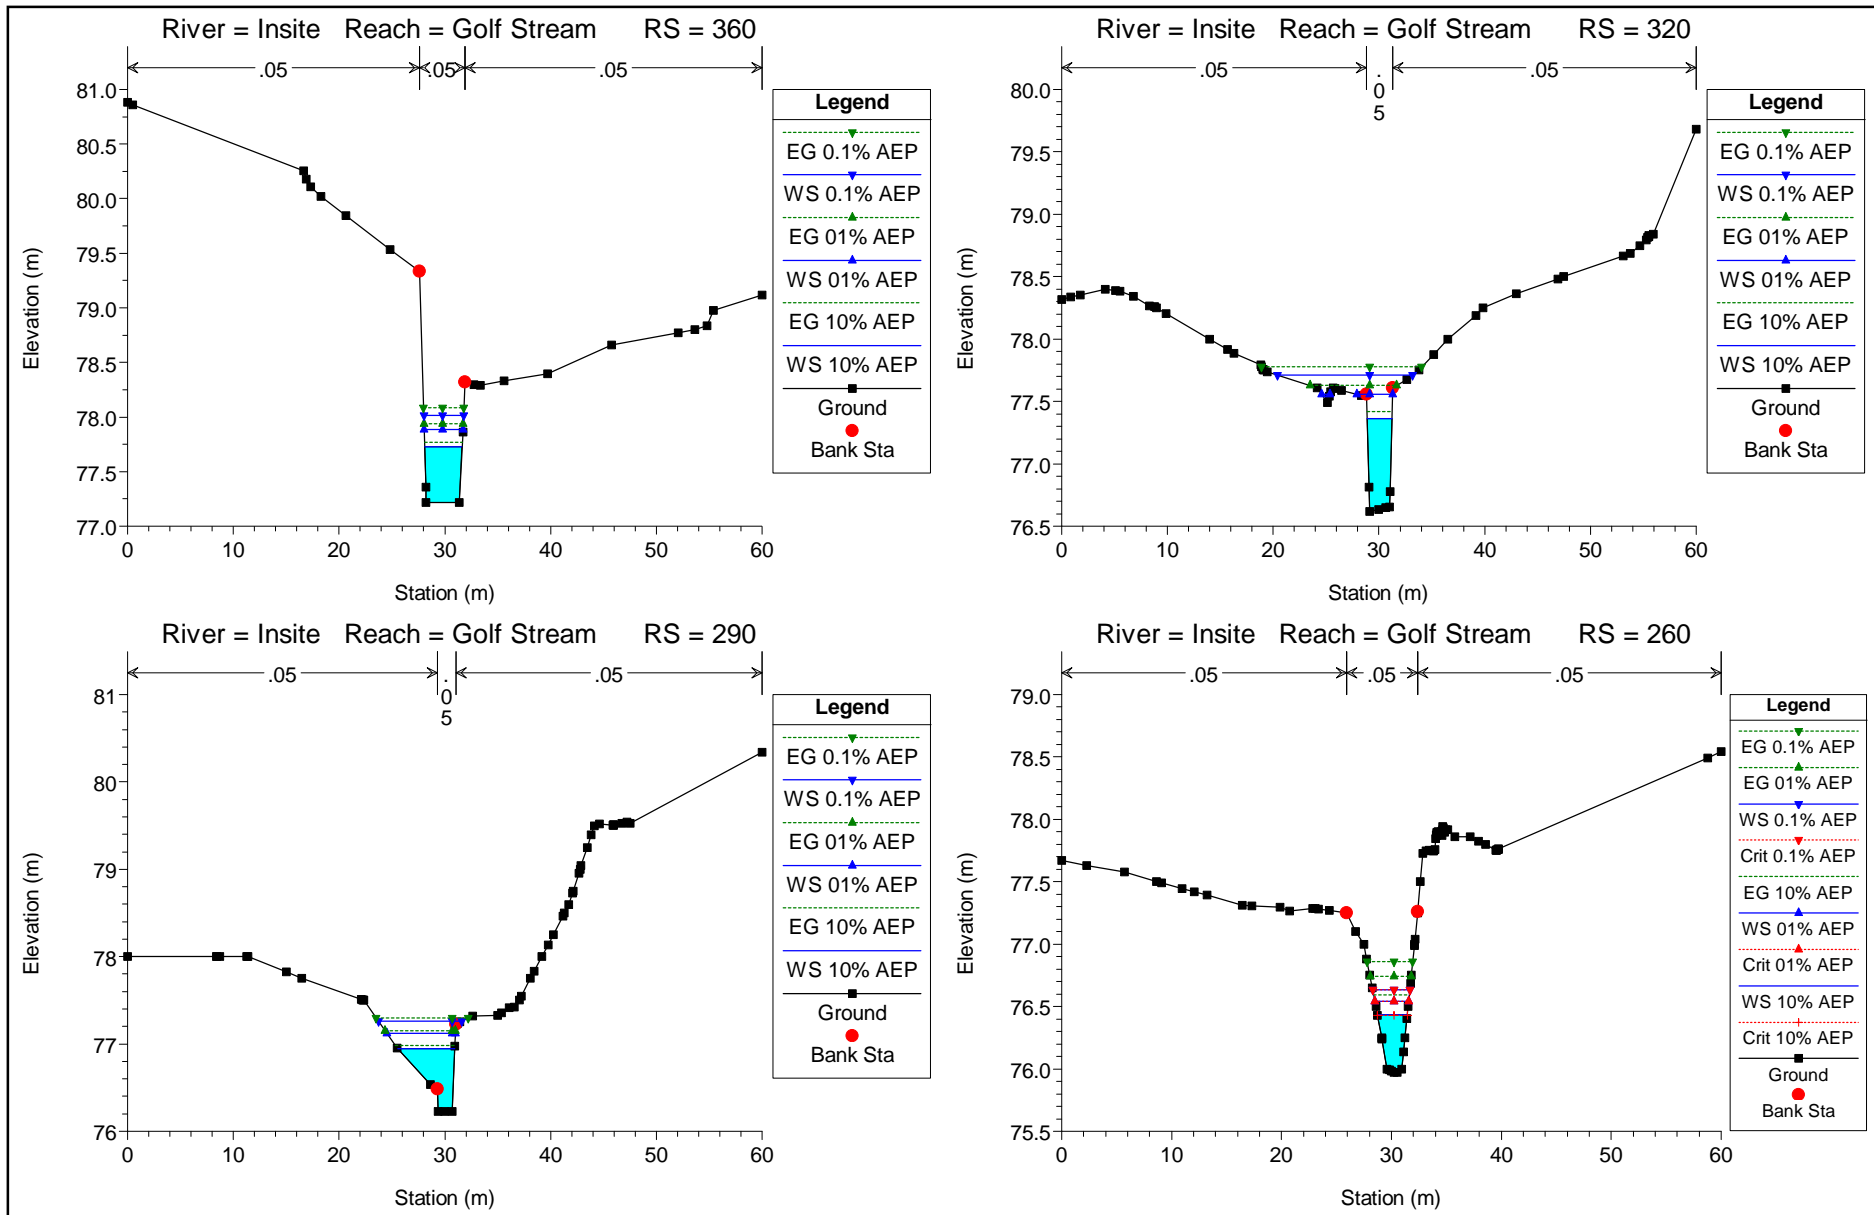 River = Insite Reach = Golf Stream RS = 360
.05 .05 .05
81.0
80.5
80.0
79.5
79.0
78.5
78.0
77.5
77.0
Elevation (m)
0 10 20 30 40 50 60
Station (m)
Legend
EG 0.1% AEP
WS 0.1% AEP
EG 01% AEP
WS 01% AEP
EG 10% AEP
WS 10% AEP
Ground
Bank Sta
River = Insite Reach = Golf Stream RS = 320
.05 .05 .05
80.0
79.5
79.0
78.5
78.0
77.5
77.0
76.5
Elevation (m)
0 10 20 30 40 50 60
Station (m)
Legend
EG 0.1% AEP
WS 0.1% AEP
EG 01% AEP
WS 01% AEP
EG 10% AEP
WS 10% AEP
Ground
Bank Sta
River = Insite Reach = Golf Stream RS = 290
.05 .05 .05
81
80
79
78
77
76
Elevation (m)
0 10 20 30 40 50 60
Station (m)
Legend
EG 0.1% AEP
WS 0.1% AEP
EG 01% AEP
WS 01% AEP
EG 10% AEP
WS 10% AEP
Ground
Bank Sta
River = Insite Reach = Golf Stream RS = 260
.05 .05 .05
79.0
78.5
78.0
77.5
77.0
76.5
76.0
75.5
Elevation (m)
0 10 20 30 40 50 60
Station (m)
Legend
EG 0.1% AEP
EG 01% AEP
WS 0.1% AEP
Crit 0.1% AEP
EG 10% AEP
WS 01% AEP
Crit 01% AEP
WS 10% AEP
Crit 10% AEP
Ground
Bank Sta